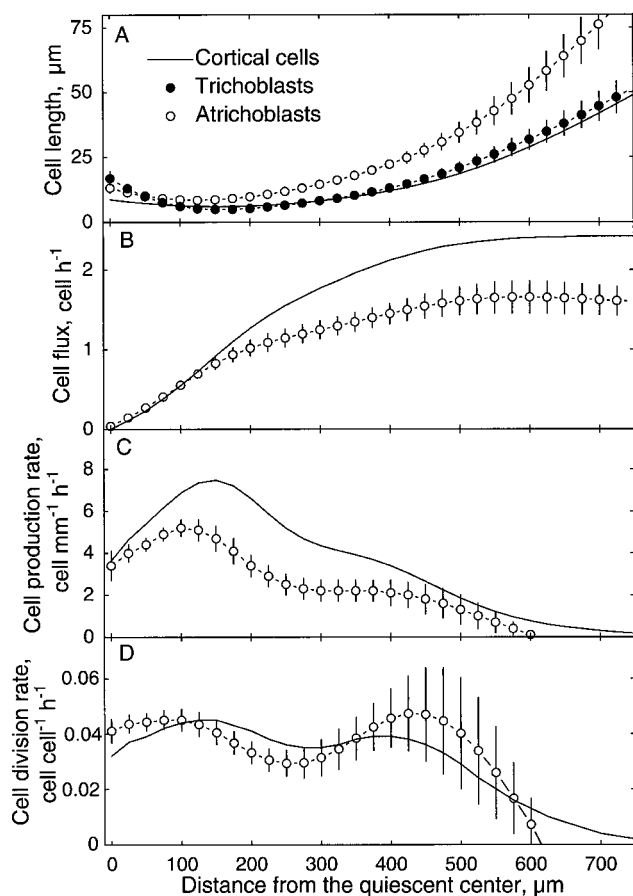 A
Cortical cells
Trichoblasts
Atrichoblasts
Cell length, μm
75
50
25
0
B
Cell flux, cell h-1
2
1
0
C
Cell production rate,
cell mm-1 h-1
8
6
4
2
0
D
Cell division rate,
cell cell-1 h-1
0.06
0.04
0.02
0
0 100 200 300 400 500 600 700
Distance from the quiescent center, μm